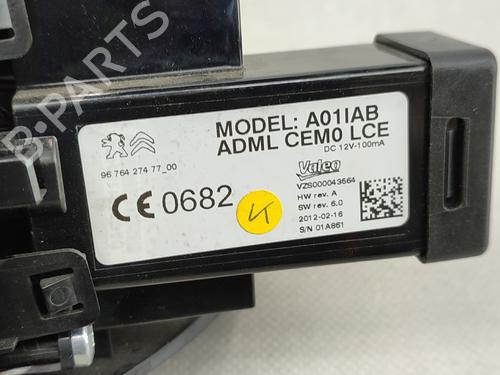 MODEL: A01IAB
ADML CEM0 LCE
DC 12V-100mA
96 764 274 77_00
Valeo
VZS000043564
HW rev. A
SW rev. 6.0
2012-02-16
S/N 01A861
CE 0682
B-PARTS